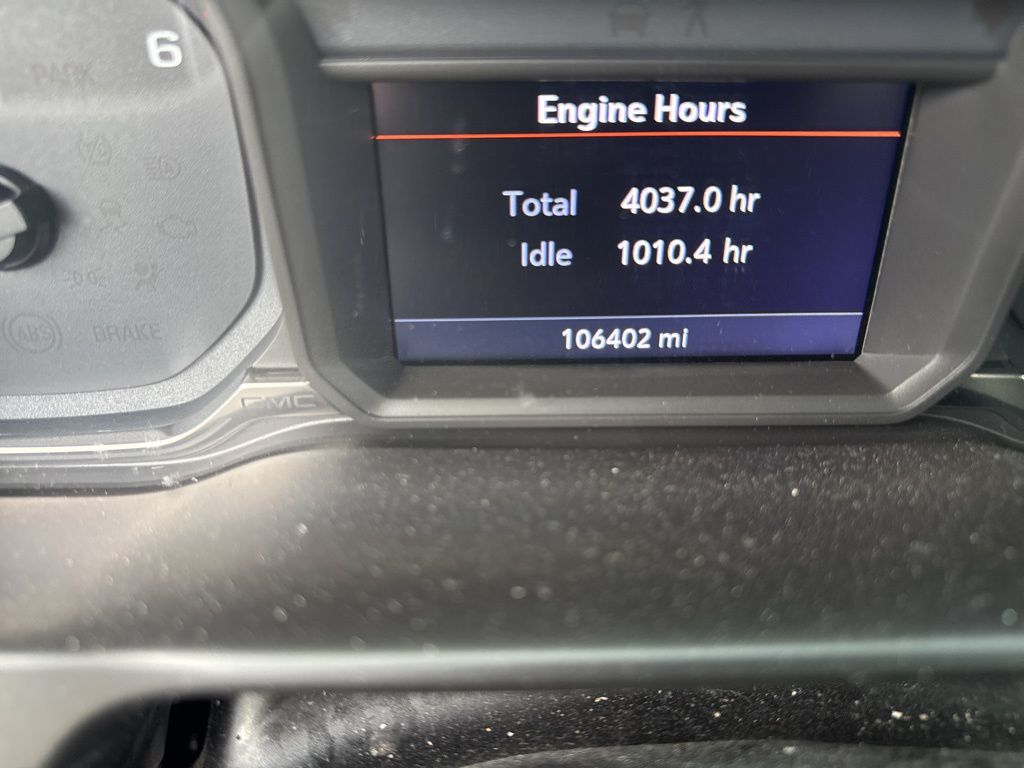 6
PARK
Engine Hours
Total 4037.0 hr
Idle 1010.4 hr
106402 mi
ABS BRAKE
GMC